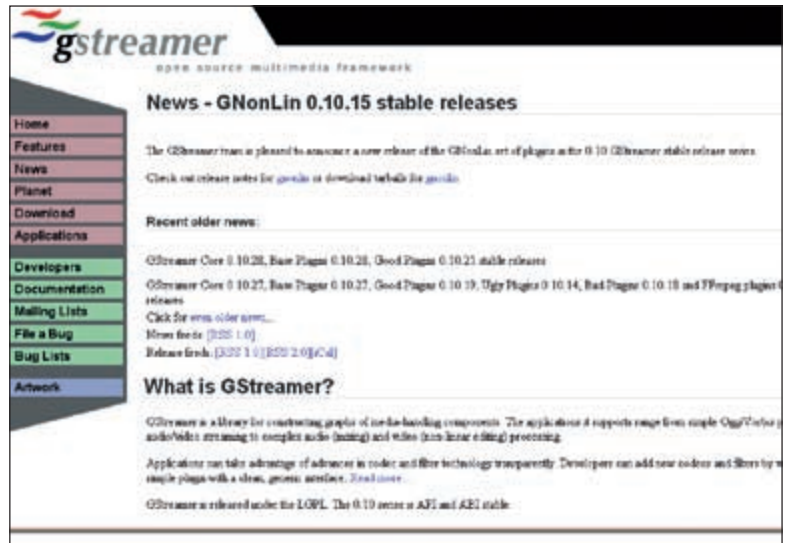 gstreamer
open source multimedia framework
Home
Features
News
Planet
Download
Applications
Developers
Documentation
Mailing Lists
File a Bug
Bug Lists
Artwork
News - GNonLin 0.10.15 stable releases
The GStreamer team is pleased to announce a new release of the GNonLin set of plugins in the 0.10 GStreamer stable release series.
Check out release notes for gnonlin or download tarballs for gnonlin
Recent older news:
GStreamer Core 0.10.28, Base Plugins 0.10.28, Good Plugins 0.10.21 stable releases
GStreamer Core 0.10.27, Base Plugins 0.10.27, Good Plugins 0.10.19, Ugly Plugins 0.10.14, Bad Plugins 0.10.18 and FFmpeg plugins
releases
Click for even older news...
News feeds: [RSS 1.0]
Release feeds: [RSS 1.0][RSS 2.0][iCal]
What is GStreamer?
GStreamer is a library for constructing graphs of media-handling components. The applications it supports range from simple Ogg/Vorbis
audio/video streaming to complex audio (mixing) and video (non-linear editing) processing.
Applications can take advantage of advances in codec and filter technology transparently. Developers can add new codecs and filters by
simple plugin with a clean, generic interface. Read more
GStreamer is released under the LGPL. The 0.10 series is API and ABI stable